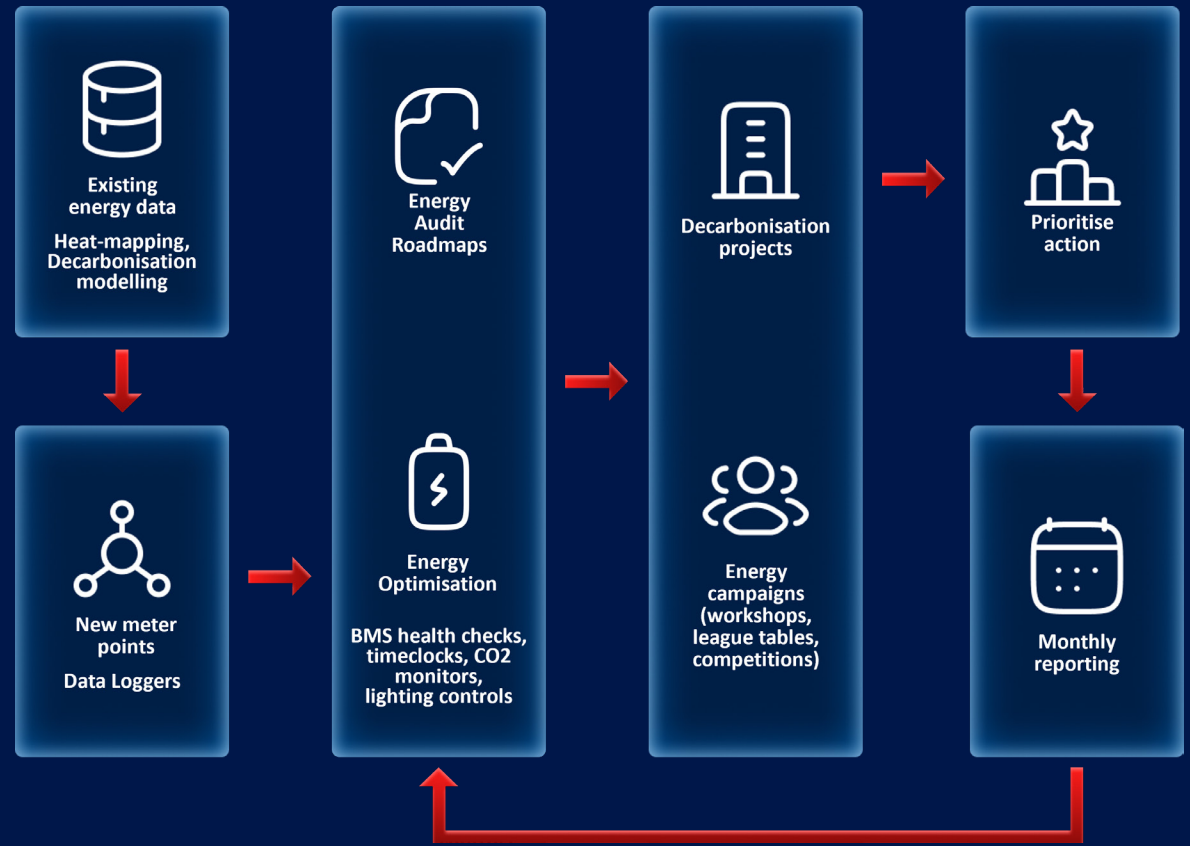 Existing
energy data
Heat-mapping,
Decarbonisation
modelling
New meter
points
Data Loggers
Energy
Audit
Roadmaps
Energy
Optimisation
BMS health checks,
timeclocks, CO2
monitors,
lighting controls
Decarbonisation
projects
Energy
campaigns
(workshops,
league tables,
competitions)
Prioritise
action
Monthly
reporting